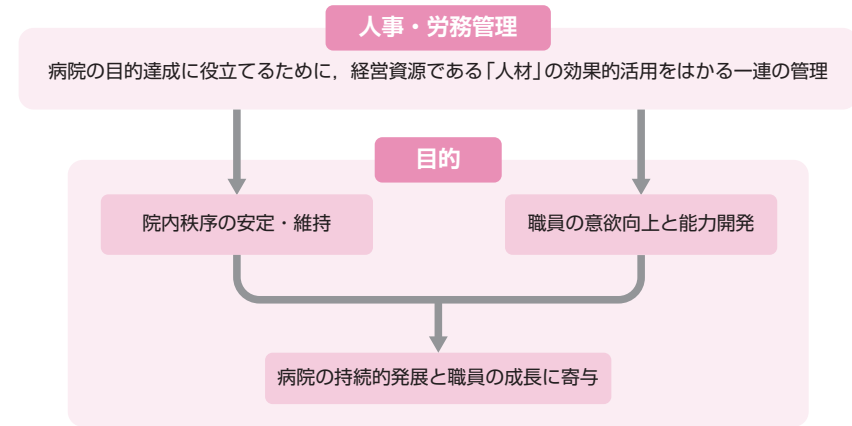 人事・労務管理
病院の目的達成に役立てるために，経営資源である「人材」の効果的活用をはかる一連の管理
目的
院内秩序の安定・維持
職員の意欲向上と能力開発
病院の持続的発展と職員の成長に寄与